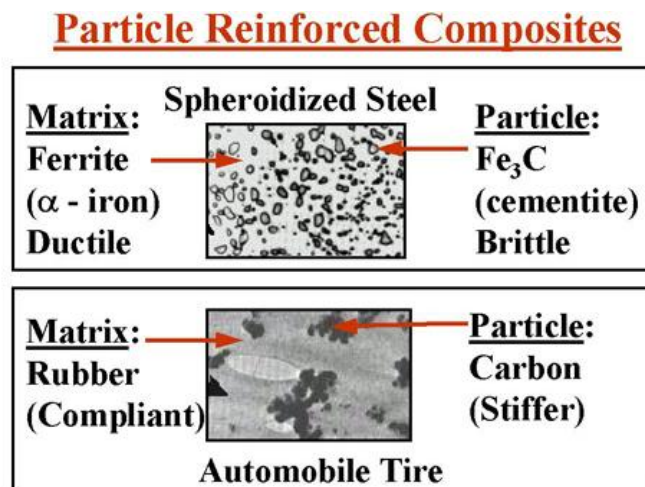 Particle Reinforced Composites
Spheroidized Steel
Matrix:
Ferrite
(α - iron)
Ductile
Particle:
Fe₃C
(cementite)
Brittle
Matrix:
Rubber
(Compliant)
Particle:
Carbon
(Stiffer)
Automobile Tire